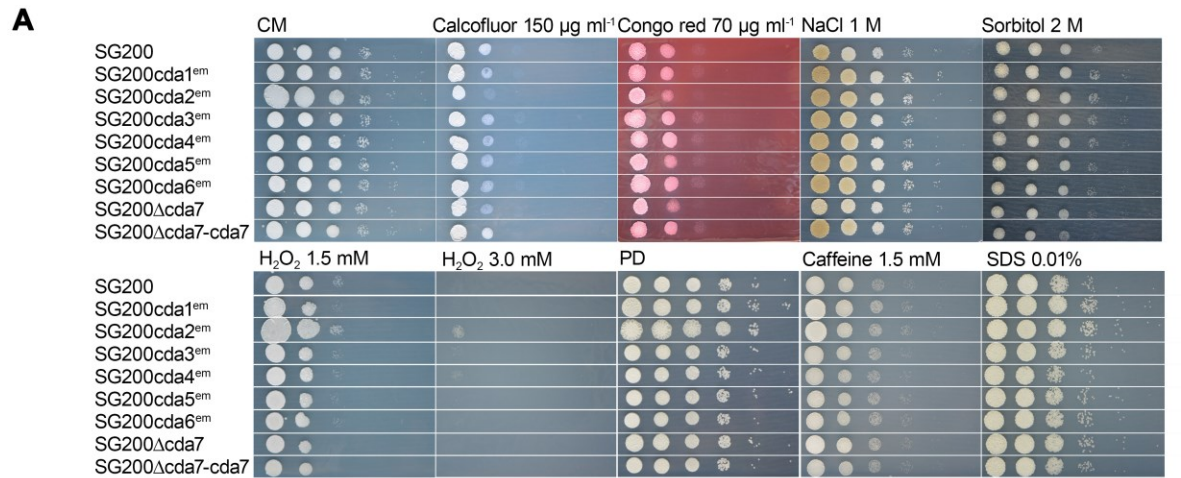 A
CM Calcofluor 150 µg ml⁻¹ Congo red 70 µg ml⁻¹ NaCl 1 M Sorbitol 2 M
SG200
SG200cda1ᵉᵐ
SG200cda2ᵉᵐ
SG200cda3ᵉᵐ
SG200cda4ᵉᵐ
SG200cda5ᵉᵐ
SG200cda6ᵉᵐ
SG200Δcda7
SG200Δcda7-cda7
H₂O₂ 1.5 mM H₂O₂ 3.0 mM PD Caffeine 1.5 mM SDS 0.01%
SG200
SG200cda1ᵉᵐ
SG200cda2ᵉᵐ
SG200cda3ᵉᵐ
SG200cda4ᵉᵐ
SG200cda5ᵉᵐ
SG200cda6ᵉᵐ
SG200Δcda7
SG200Δcda7-cda7